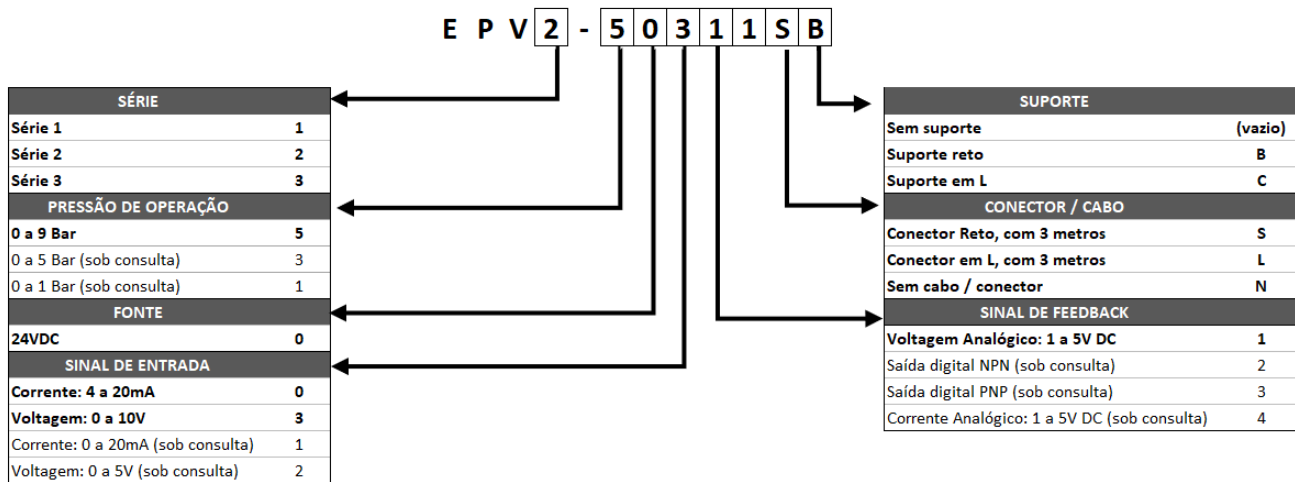 E P V 2 - 5 0 3 1 1 S B
SÉRIE
Série 1 1
Série 2 2
Série 3 3
PRESSÃO DE OPERAÇÃO
0 a 9 Bar 5
0 a 5 Bar (sob consulta) 3
0 a 1 Bar (sob consulta) 1
FONTE
24VDC 0
SINAL DE ENTRADA
Corrente: 4 a 20mA 0
Voltagem: 0 a 10V 3
Corrente: 0 a 20mA (sob consulta) 1
Voltagem: 0 a 5V (sob consulta) 2
SUPORTE
Sem suporte (vazio)
Suporte reto B
Suporte em L C
CONECTOR / CABO
Conector Reto, com 3 metros S
Conector em L, com 3 metros L
Sem cabo / conector N
SINAL DE FEEDBACK
Voltagem Analógico: 1 a 5V DC 1
Saída digital NPN (sob consulta) 2
Saída digital PNP (sob consulta) 3
Corrente Analógico: 1 a 5V DC (sob consulta) 4